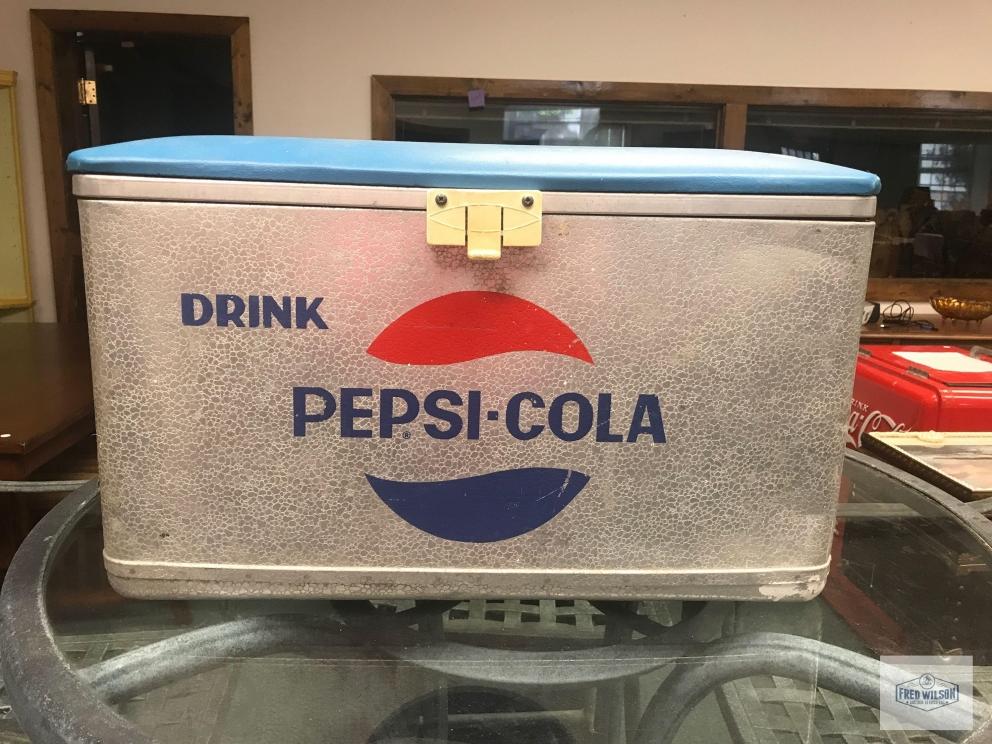 DRINK
PEPSI·COLA
®
FRED WILSON